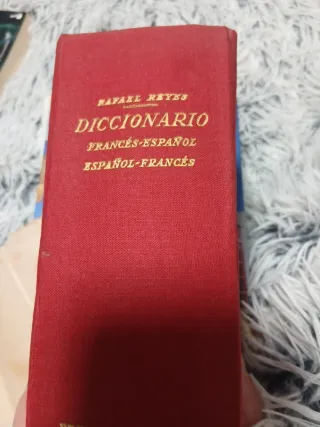 RAFAEL REYES
DICCIONARIO
FRANCÉS-ESPAÑOL
ESPAÑOL-FRANCÉS